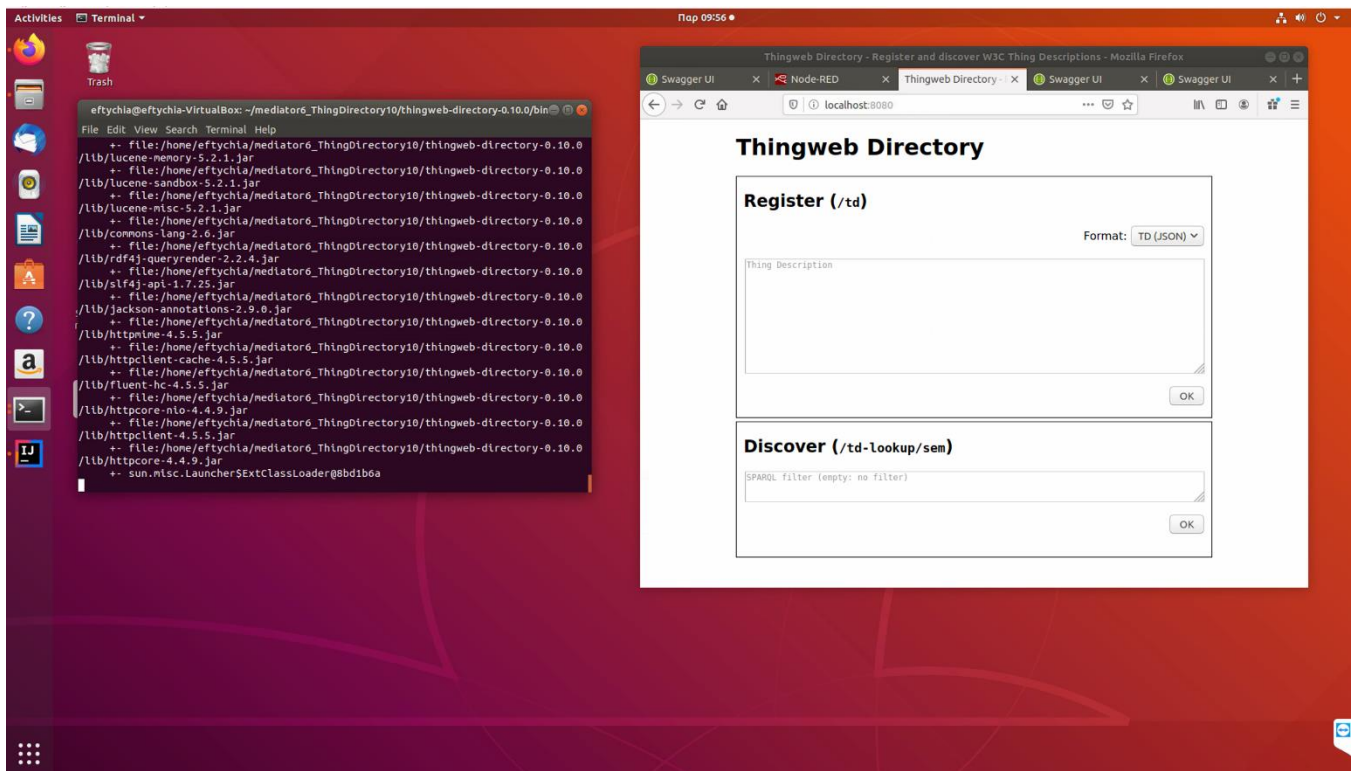 Activities
Terminal
Παρ 09:56
Trash
eftychia@eftychia-VirtualBox: ~/mediator6_ThingDirectory10/thingweb-directory-0.10.0/bin
File Edit View Search Terminal Help
+- file:/home/eftychia/mediator6_ThingDirectory10/thingweb-directory-0.10.0
/lib/lucene-memory-5.2.1.jar
+- file:/home/eftychia/mediator6_ThingDirectory10/thingweb-directory-0.10.0
/lib/lucene-sandbox-5.2.1.jar
+- file:/home/eftychia/mediator6_ThingDirectory10/thingweb-directory-0.10.0
/lib/lucene-misc-5.2.1.jar
+- file:/home/eftychia/mediator6_ThingDirectory10/thingweb-directory-0.10.0
/lib/commons-lang-2.6.jar
+- file:/home/eftychia/mediator6_ThingDirectory10/thingweb-directory-0.10.0
/lib/rdf4j-queryrender-2.2.4.jar
+- file:/home/eftychia/mediator6_ThingDirectory10/thingweb-directory-0.10.0
/lib/slf4j-api-1.7.25.jar
+- file:/home/eftychia/mediator6_ThingDirectory10/thingweb-directory-0.10.0
/lib/jackson-annotations-2.9.0.jar
+- file:/home/eftychia/mediator6_ThingDirectory10/thingweb-directory-0.10.0
/lib/httpmime-4.5.5.jar
+- file:/home/eftychia/mediator6_ThingDirectory10/thingweb-directory-0.10.0
/lib/httpclient-cache-4.5.5.jar
+- file:/home/eftychia/mediator6_ThingDirectory10/thingweb-directory-0.10.0
/lib/fluent-hc-4.5.5.jar
+- file:/home/eftychia/mediator6_ThingDirectory10/thingweb-directory-0.10.0
/lib/httpcore-nio-4.4.9.jar
+- file:/home/eftychia/mediator6_ThingDirectory10/thingweb-directory-0.10.0
/lib/httpclient-4.5.5.jar
+- file:/home/eftychia/mediator6_ThingDirectory10/thingweb-directory-0.10.0
/lib/httpcore-4.4.9.jar
+- sun.misc.Launcher$ExtClassLoader@8bd1b6a
Thingweb Directory - Register and discover W3C Thing Descriptions - Mozilla Firefox
Swagger UI
Node-RED
Thingweb Directory -
Swagger UI
Swagger UI
localhost:8080
Thingweb Directory
Register (/td)
Format: TD (JSON)
Thing Description
OK
Discover (/td-lookup/sem)
SPARQL filter (empty: no filter)
OK